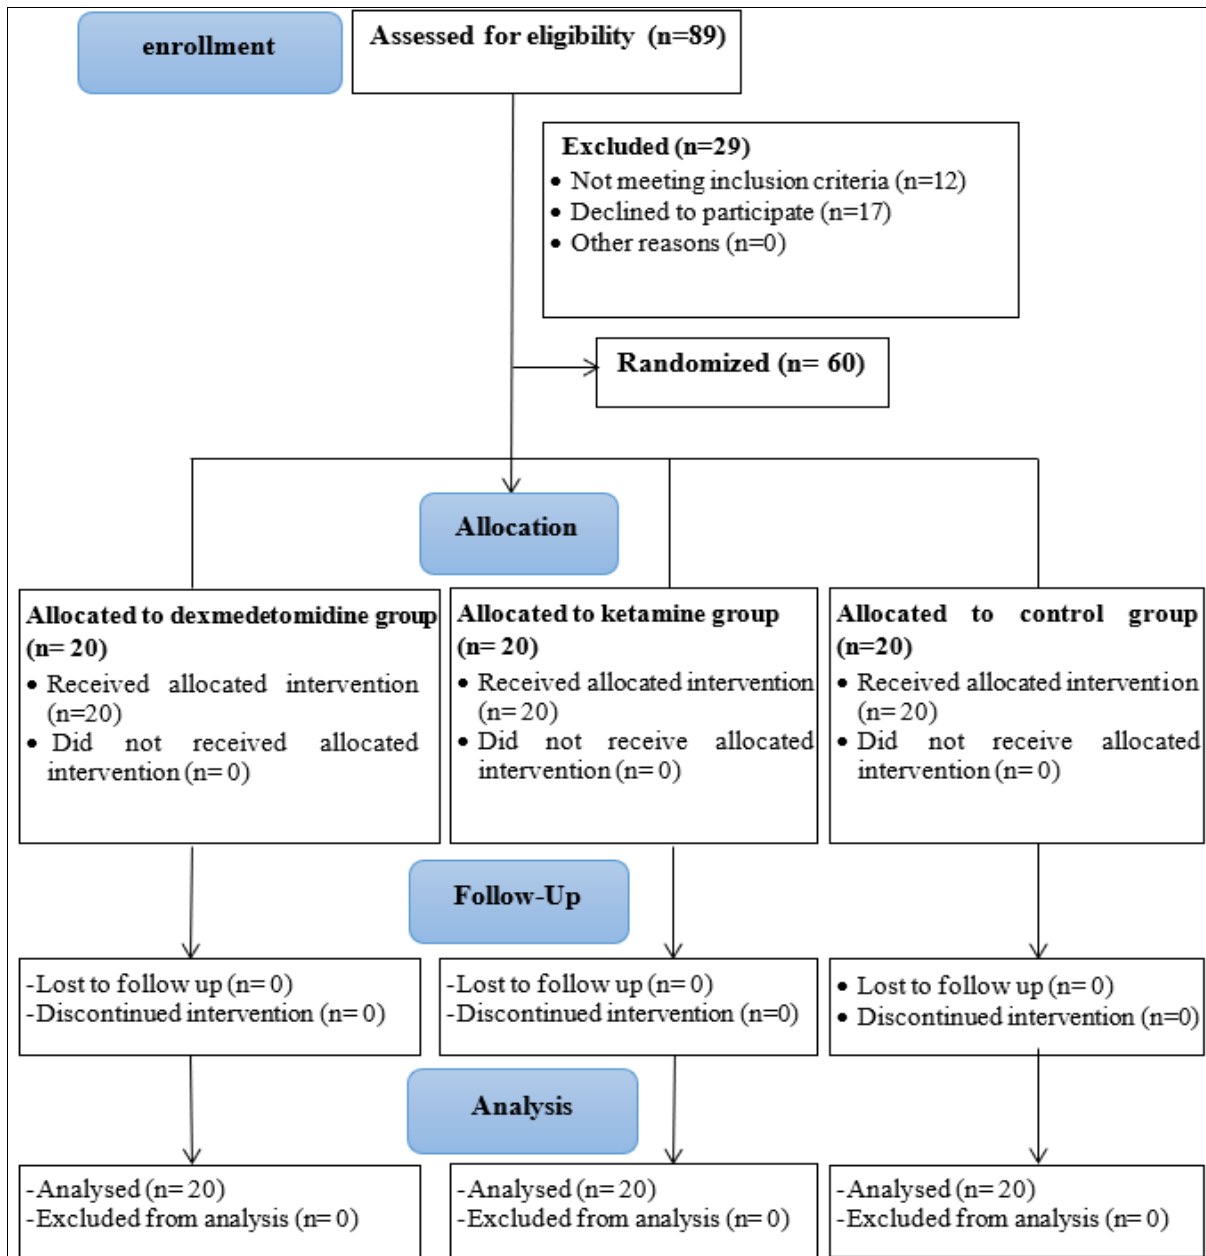 enrollment
Assessed for eligibility (n=89)
Excluded (n=29)
• Not meeting inclusion criteria (n=12)
• Declined to participate (n=17)
• Other reasons (n=0)
Randomized (n= 60)
Allocation
Allocated to dexmedetomidine group
(n= 20)
• Received allocated intervention
(n=20)
• Did not received allocated
intervention (n= 0)
Allocated to ketamine group
(n= 20)
• Received allocated intervention
(n= 20)
• Did not receive allocated
intervention (n= 0)
Allocated to control group
(n=20)
• Received allocated intervention
(n= 20)
• Did not receive allocated
intervention (n= 0)
Follow-Up
-Lost to follow up (n= 0)
-Discontinued intervention (n= 0)
-Lost to follow up (n= 0)
-Discontinued intervention (n=0)
• Lost to follow up (n= 0)
• Discontinued intervention (n=0)
Analysis
-Analysed (n= 20)
-Excluded from analysis (n= 0)
-Analysed (n= 20)
-Excluded from analysis (n= 0)
-Analysed (n= 20)
-Excluded from analysis (n= 0)